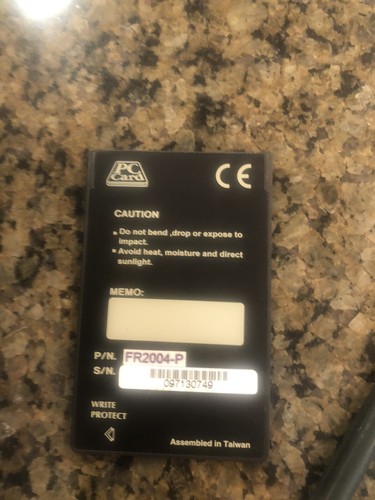 PC
Card
CE
CAUTION
Do not bend ,drop or expose to
impact.
Avoid heat, moisture and direct
sunlight.
MEMO:
P/N. FR2004-P
S/N. 097130749
WRITE
PROTECT
Assembled in Taiwan